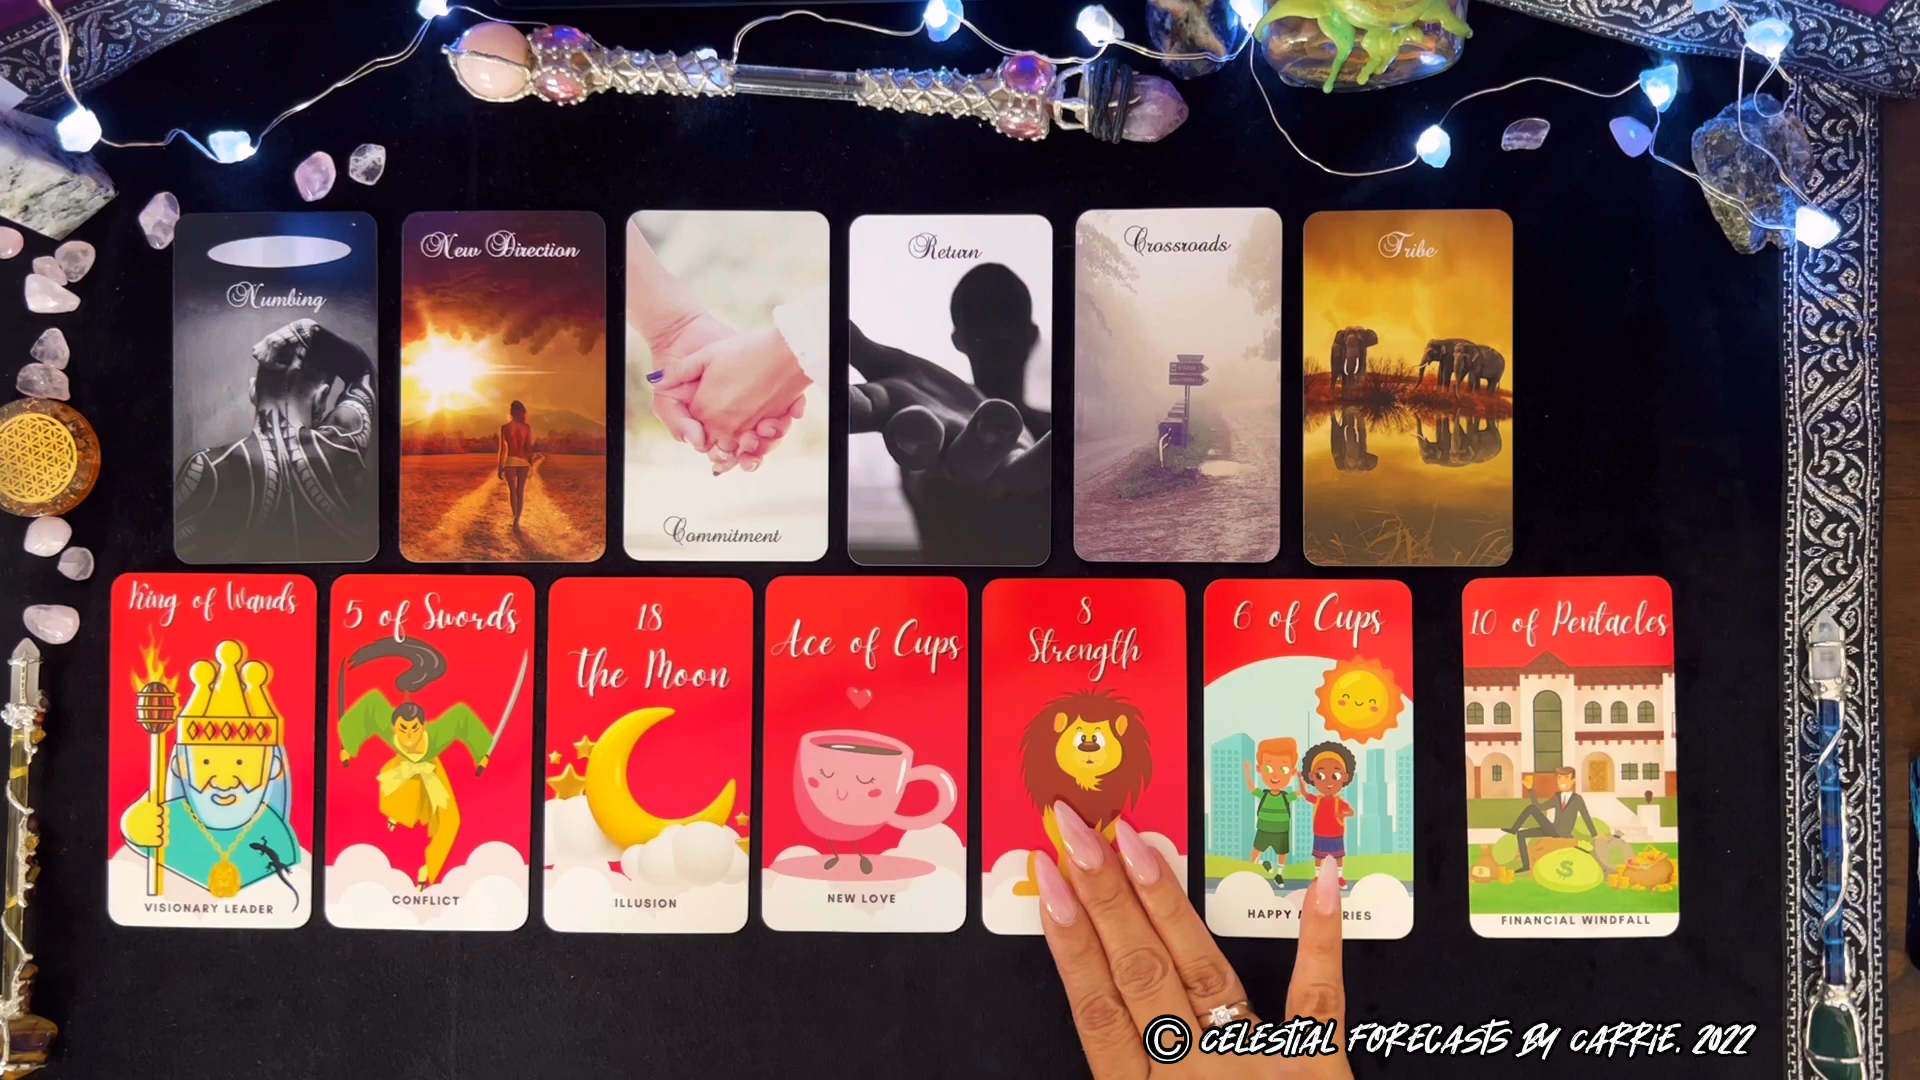 Numbing
New Direction
Commitment
Return
Crossroads
Tribe
King of Wands
VISIONARY LEADER
5 of Swords
CONFLICT
18
The Moon
ILLUSION
Ace of Cups
NEW LOVE
8
Strength
6 of Cups
HAPPY M RIES
10 of Pentacles
$
FINANCIAL WINDFALL
© CELESTIAL FORECASTS BY CARRIE. 2022